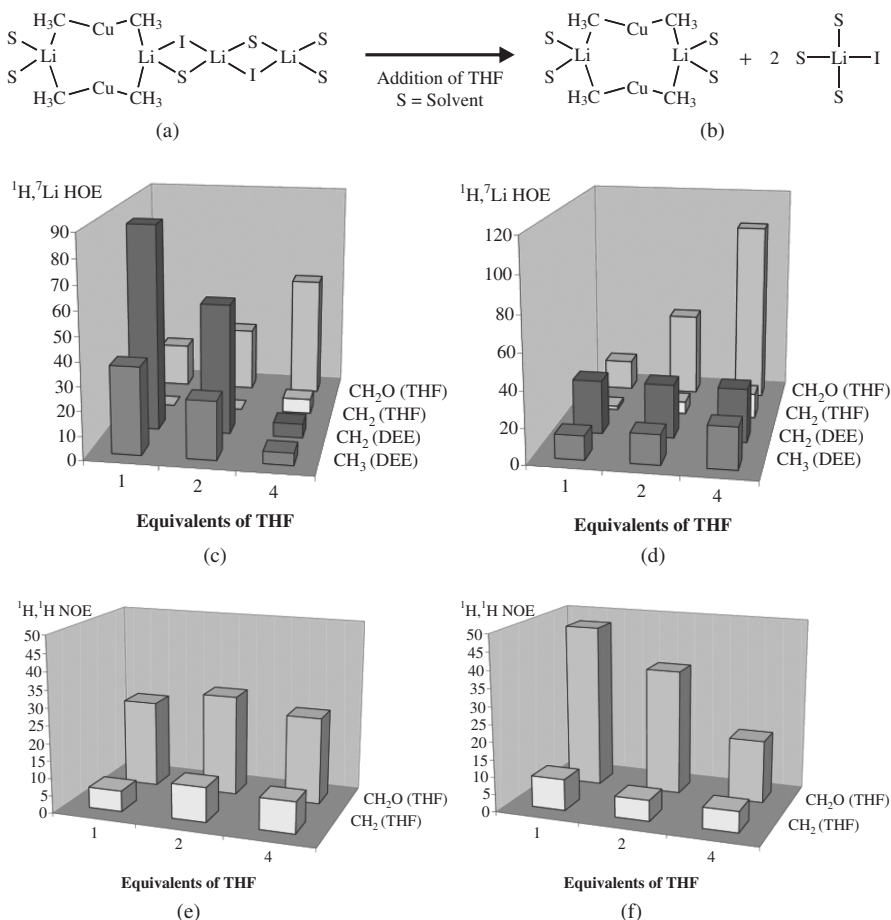 H₃C Cu CH₃ I S S
S Li Li Li Li
S S I S
H₃C Cu CH₃
(a)
Addition of THF
S = Solvent
H₃C Cu CH₃
S Li Li S
S S
H₃C Cu CH₃
(b)
+ 2
S
S Li I
S
¹H,⁷Li HOE
90
80
70
60
50
40
30
20
10
0
CH₂O (THF)
CH₂ (THF)
CH₂ (DEE)
CH₃ (DEE)
1 2 4
Equivalents of THF
(c)
¹H,⁷Li HOE
120
100
80
60
40
20
0
CH₂O (THF)
CH₂ (THF)
CH₂ (DEE)
CH₃ (DEE)
1 2 4
Equivalents of THF
(d)
¹H,¹H NOE
50
45
40
35
30
25
20
15
10
5
0
CH₂O (THF)
CH₂ (THF)
1 2 4
Equivalents of THF
(e)
¹H,¹H NOE
50
45
40
35
30
25
20
15
10
5
0
CH₂O (THF)
CH₂ (THF)
1 2 4
Equivalents of THF
(f)